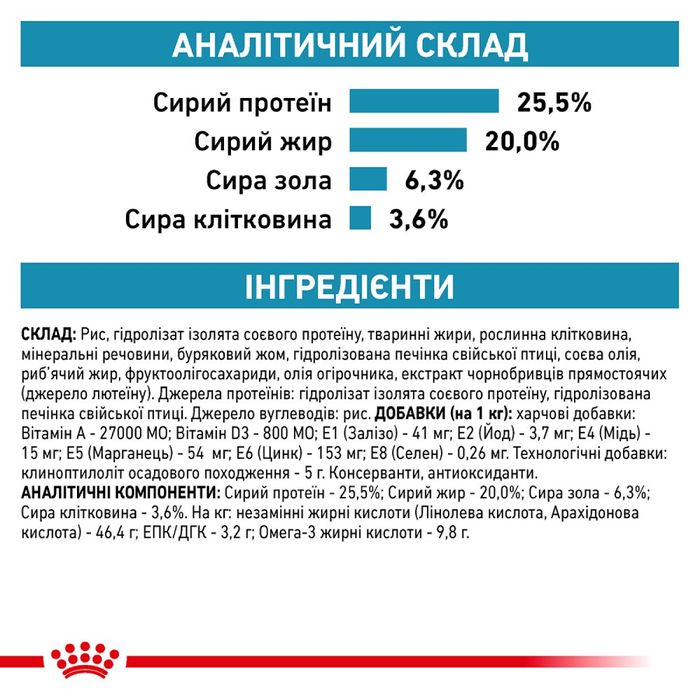 АНАЛІТИЧНИЙ СКЛАД
Сирий протеїн 25,5%
Сирий жир 20,0%
Сира зола 6,3%
Сира клітковина 3,6%
ІНГРЕДІЄНТИ
СКЛАД: Рис, гідролізат ізолята соєвого протеїну, тваринні жири, рослинна клітковина,
мінеральні речовини, буряковий жом, гідролізована печінка свійської птиці, соєва олія,
риб’ячий жир, фруктоолігосахариди, олія огірочника, екстракт чорнобривців прямостоячих
(джерело лютеїну). Джерела протеїнів: гідролізат ізолята соєвого протеїну, гідролізована
печінка свійської птиці. Джерело вуглеводів: рис. ДОБАВКИ (на 1 кг): харчові добавки:
Вітамін А - 27000 МО; Вітамін D3 - 800 МО; Е1 (Залізо) - 41 мг; Е2 (Йод) - 3,7 мг; Е4 (Мідь) -
15 мг; Е5 (Марганець) - 54 мг; Е6 (Цинк) - 153 мг; Е8 (Селен) - 0,26 мг. Технологічні добавки:
клиноптилоліт осадового походження - 5 г. Консерванти, антиоксиданти.
АНАЛІТИЧНІ КОМПОНЕНТИ: Сирий протеїн - 25,5%; Сирий жир - 20,0%; Сира зола - 6,3%;
Сира клітковина - 3,6%. На кг: незамінні жирні кислоти (Лінолева кислота, Арахідонова
кислота) - 46,4 г; ЕПК/ДГК - 3,2 г; Омега-3 жирні кислоти - 9,8 г.